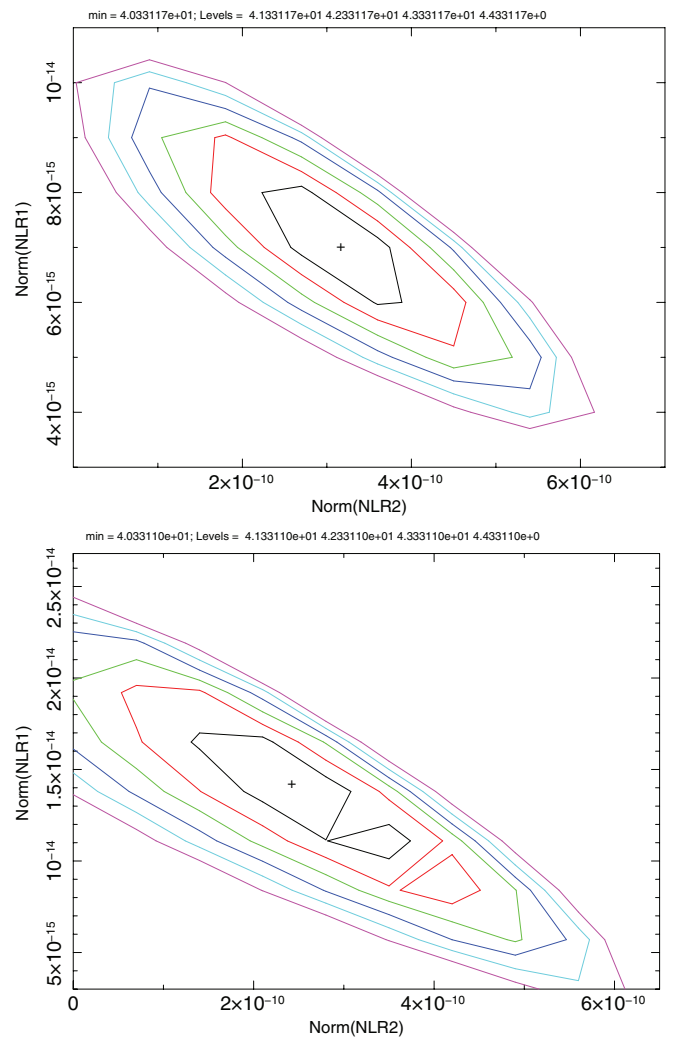 min = 4.033117e+01; Levels = 4.133117e+01 4.233117e+01 4.333117e+01 4.433117e+0
Norm(NLR1)
10⁻¹⁴
8×10⁻¹⁵
6×10⁻¹⁵
4×10⁻¹⁵
2×10⁻¹⁰ 4×10⁻¹⁰ 6×10⁻¹⁰
Norm(NLR2)
min = 4.033110e+01; Levels = 4.133110e+01 4.233110e+01 4.333110e+01 4.433110e+0
Norm(NLR1)
2.5×10⁻¹⁴
2×10⁻¹⁴
1.5×10⁻¹⁴
10⁻¹⁴
5×10⁻¹⁵
0 2×10⁻¹⁰ 4×10⁻¹⁰ 6×10⁻¹⁰
Norm(NLR2)